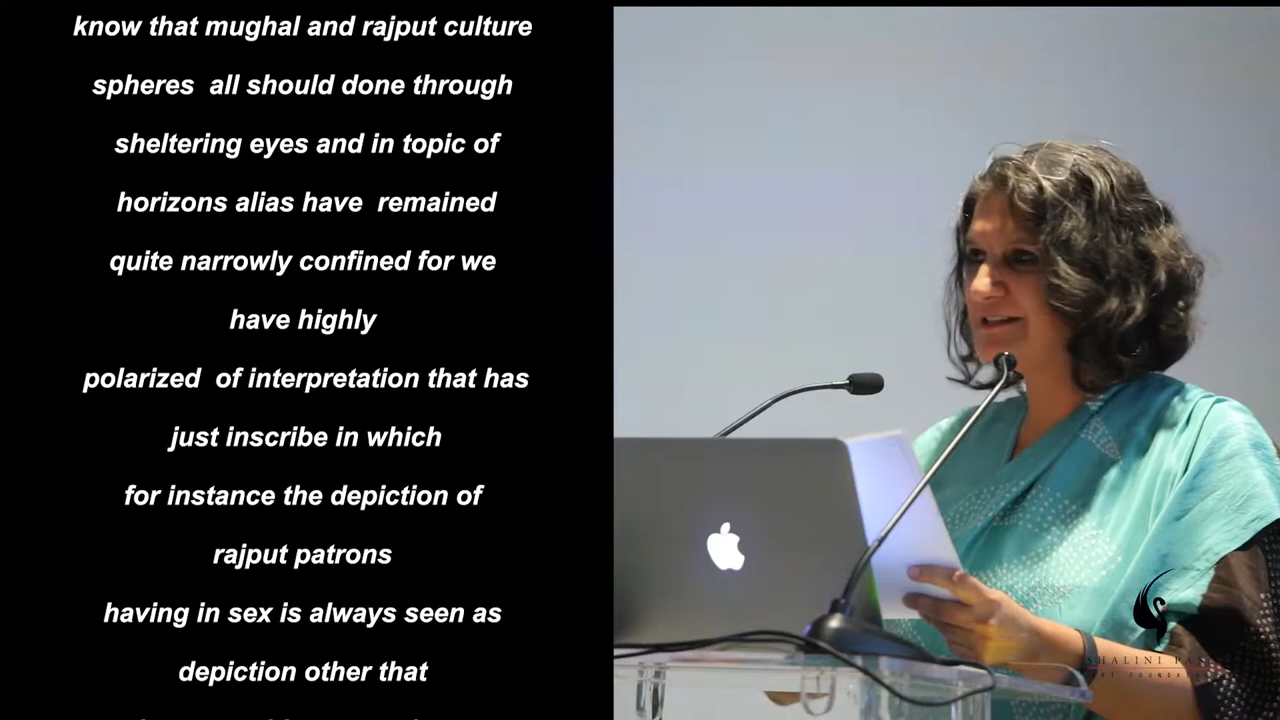 know that mughal and rajput culture
spheres all should done through
sheltering eyes and in topic of
horizons alias have remained
quite narrowly confined for we
have highly
polarized of interpretation that has
just inscribe in which
for instance the depiction of
rajput patrons
having in sex is always seen as
depiction other that
SHALINI